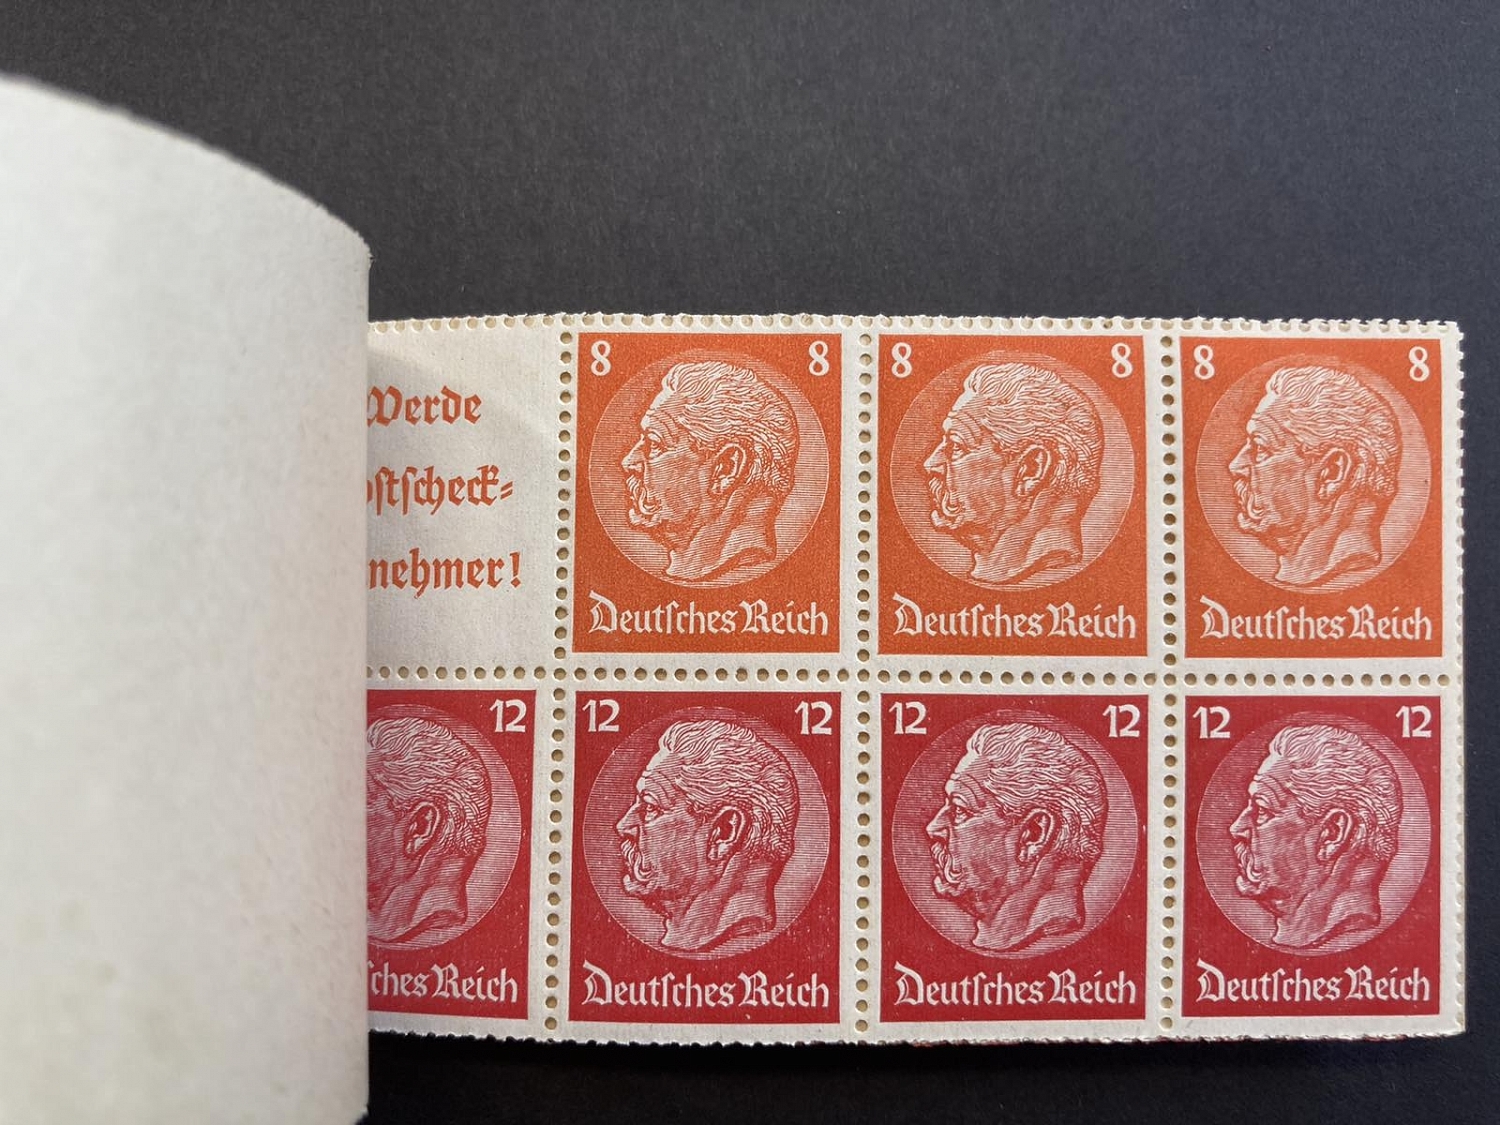 Werde
ostscheck-
nehmer!
8 8
Deutsches Reich
8 8
Deutsches Reich
8 8
Deutsches Reich
12
sches Reich
12 12
Deutsches Reich
12 12
Deutsches Reich
12 12
Deutsches Reich